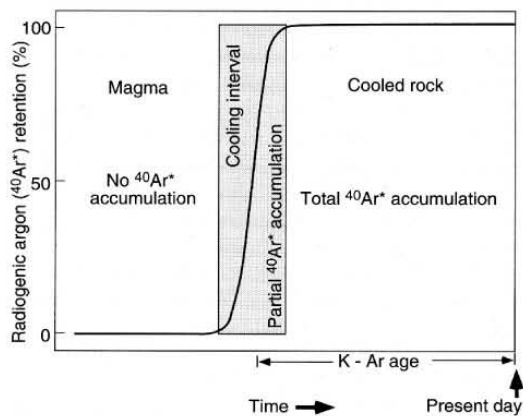 Radiogenic argon (⁴⁰Ar*) retention (%)
100
50
0
Magma
No ⁴⁰Ar*
accumulation
Cooling interval
Partial ⁴⁰Ar* accumulation
Cooled rock
Total ⁴⁰Ar* accumulation
K - Ar age
Time
Present day